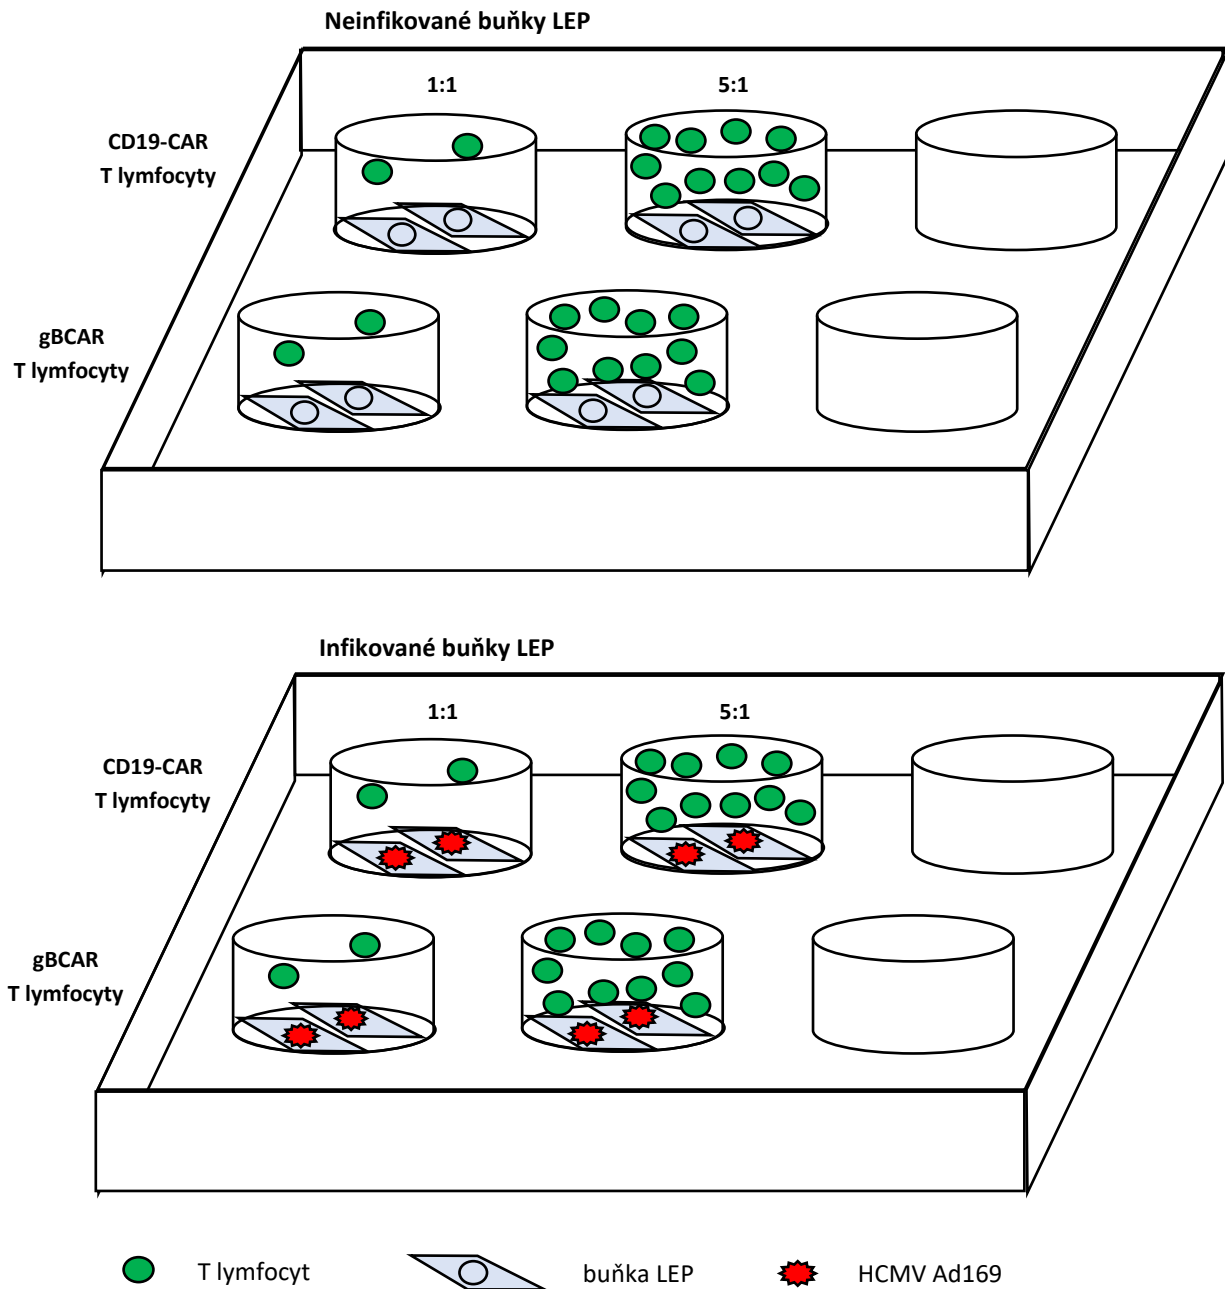 Neinfikované buňky LEP
1:1
5:1
CD19-CAR
T lymfocyty
gBCAR
T lymfocyty
Infikované buňky LEP
1:1
5:1
CD19-CAR
T lymfocyty
gBCAR
T lymfocyty
T lymfocyt
buňka LEP
HCMV Ad169